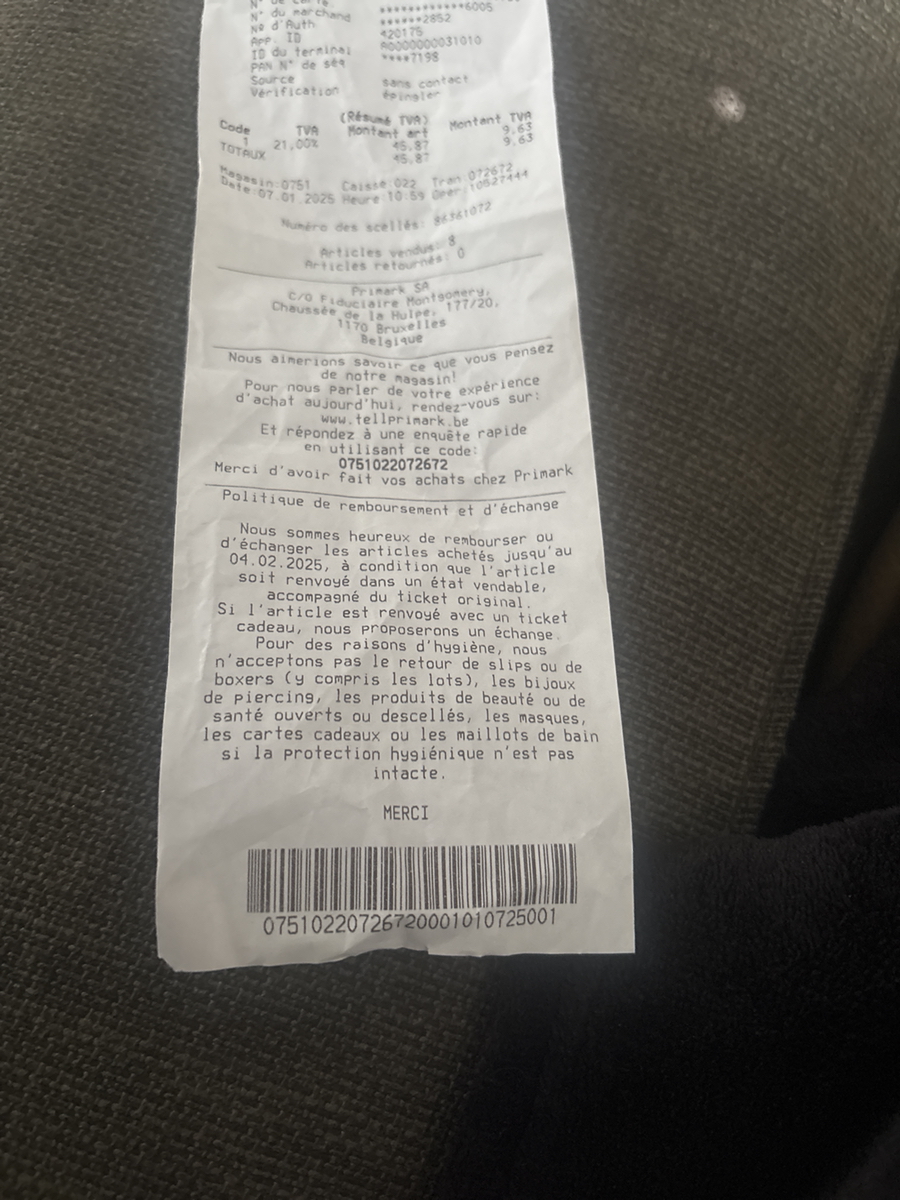 N° du marchand ************6005
N° d'Auth ******2852
App. ID 420175
ID du terminal A0000000031010
PAN N° de séq ****7198
Source sans contact
Vérification épingler
(Résumé TVA)
Code TVA Montant art Montant TVA
1 21,00% 45,87 9,63
TOTAUX 45,87 9,63
Magasin:0751 Caisse:022 Tran:072672
Date:07.01.2025 Heure:10:59 Oper:10527444
Numéro des scellés: 86361072
Articles vendus: 8
Articles retournés: 0
Primark SA
C/O Fiduciaire Montgomery,
Chaussée de la Hulpe, 177/20,
1170 Bruxelles
Belgique
Nous aimerions savoir ce que vous pensez
de notre magasin!
Pour nous parler de votre expérience
d'achat aujourd'hui, rendez-vous sur:
www.tellprimark.be
Et répondez à une enquête rapide
en utilisant ce code:
0751022072672
Merci d'avoir fait vos achats chez Primark
Politique de remboursement et d'échange
Nous sommes heureux de rembourser ou
d'échanger les articles achetés jusqu'au
04.02.2025, à condition que l'article
soit renvoyé dans un état vendable,
accompagné du ticket original.
Si l'article est renvoyé avec un ticket
cadeau, nous proposerons un échange.
Pour des raisons d'hygiène, nous
n'acceptons pas le retour de slips ou de
boxers (y compris les lots), les bijoux
de piercing, les produits de beauté ou de
santé ouverts ou descellés, les masques,
les cartes cadeaux ou les maillots de bain
si la protection hygiénique n'est pas
intacte.
MERCI
07510220726720001010725001